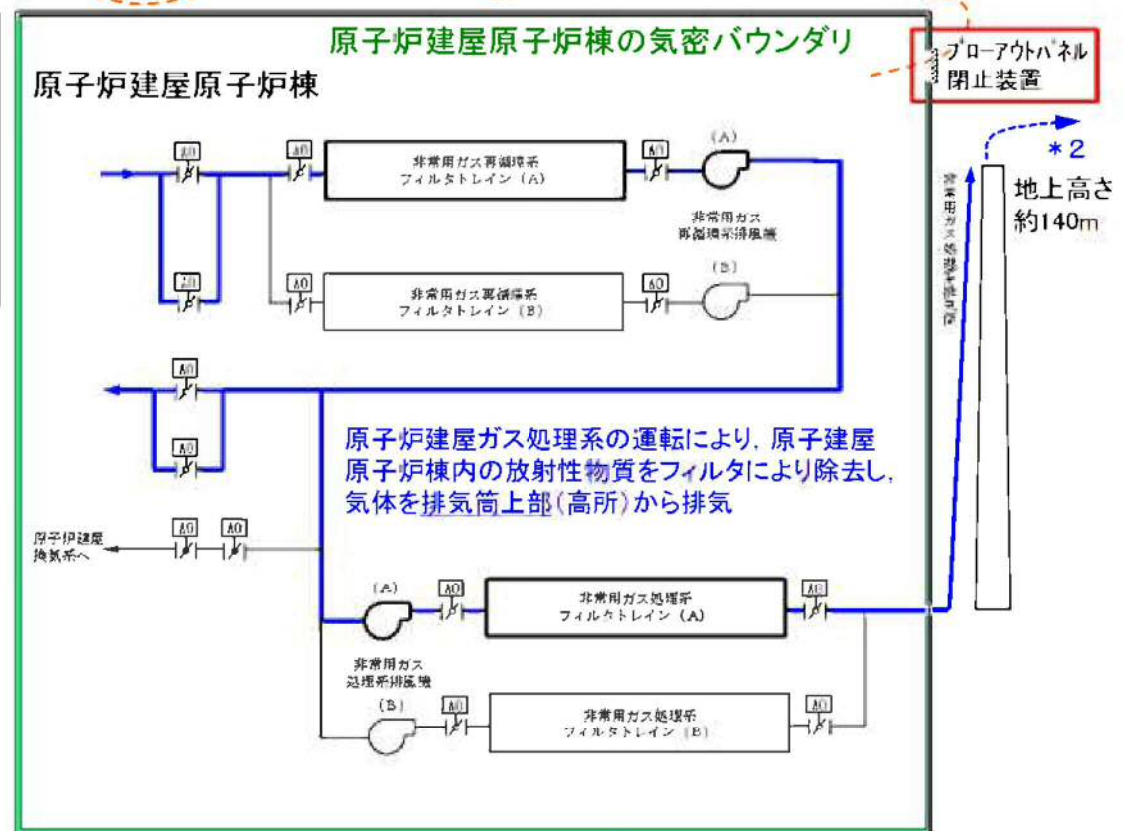 原子炉建屋原子炉棟の気密バウンダリ
ブローアウトパネル
閉止装置
原子炉建屋原子炉棟
AO
AO
非常用ガス再循環系
フィルタトレイン (A)
AO
(A)
非常用ガス
再循環系排風機
*2
地上高さ
約140m
AO
AO
非常用ガス再循環系
フィルタトレイン (B)
AO
(B)
AO
AO
原子炉建屋ガス処理系の運転により，原子建屋
原子炉棟内の放射性物質をフィルタにより除去し，
気体を排気筒上部(高所)から排気
原子炉建屋
換気系へ
AO
AO
(A)
AO
非常用ガス処理系
フィルタトレイン (A)
AO
非常用ガス
処理系排風機
(B)
AO
非常用ガス処理系
フィルタトレイン (B)
AO